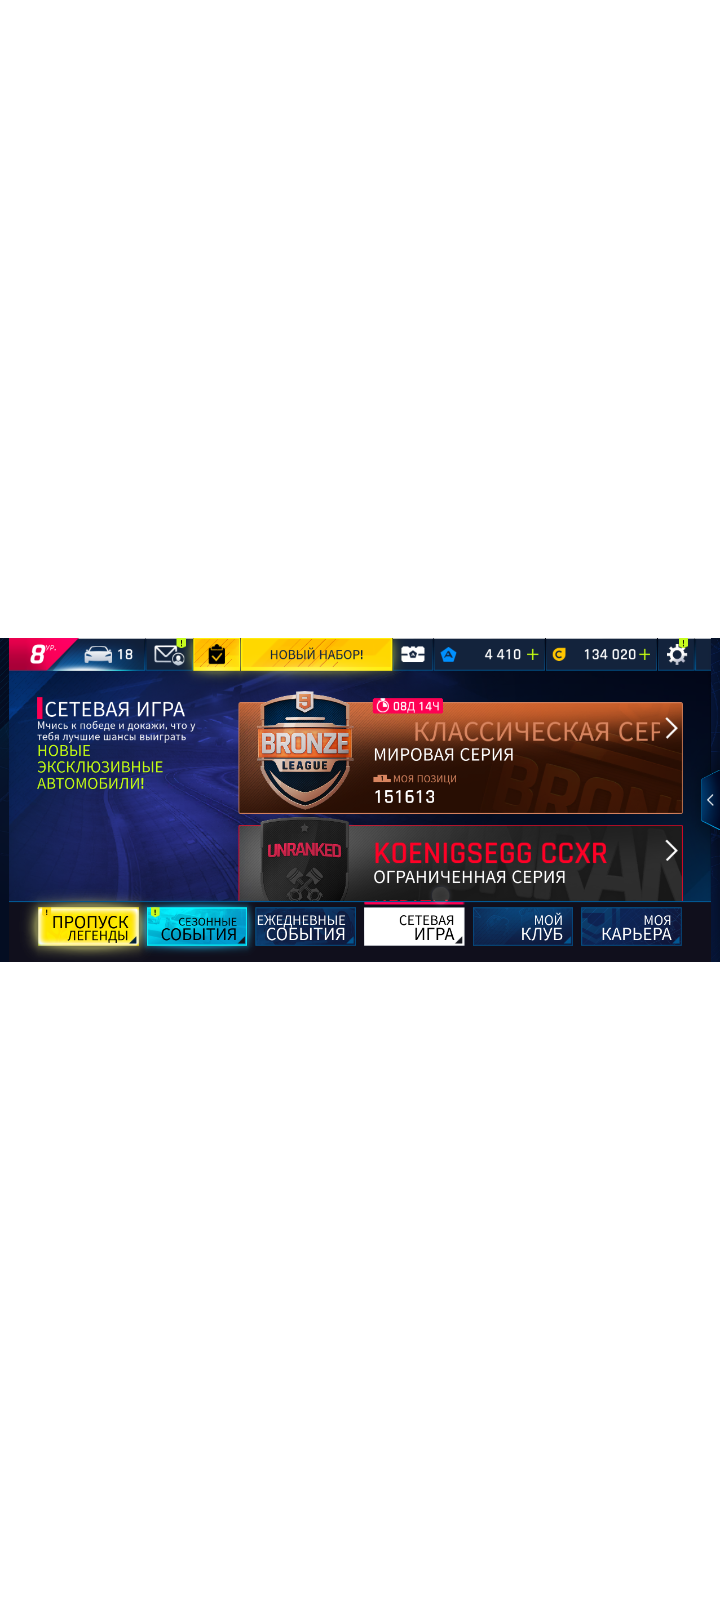 8 УР.
18
НОВЫЙ НАБОР!
4 410
134 020
СЕТЕВАЯ ИГРА
Мчись к победе и докажи, что у
тебя лучшие шансы выиграть
НОВЫЕ
ЭКСКЛЮЗИВНЫЕ
АВТОМОБИЛИ!
3
BRONZE
LEAGUE
08Д 14Ч
КЛАССИЧЕСКАЯ СЕР
МИРОВАЯ СЕРИЯ
МОЯ ПОЗИЦИ
151613
UNRANKED
KOENIGSEGG CCXR
ОГРАНИЧЕННАЯ СЕРИЯ
ПРОПУСК
ЛЕГЕНДЫ
СЕЗОННЫЕ
СОБЫТИЯ
ЕЖЕДНЕВНЫЕ
СОБЫТИЯ
СЕТЕВАЯ
ИГРА
МОЙ
КЛУБ
МОЯ
КАРЬЕРА